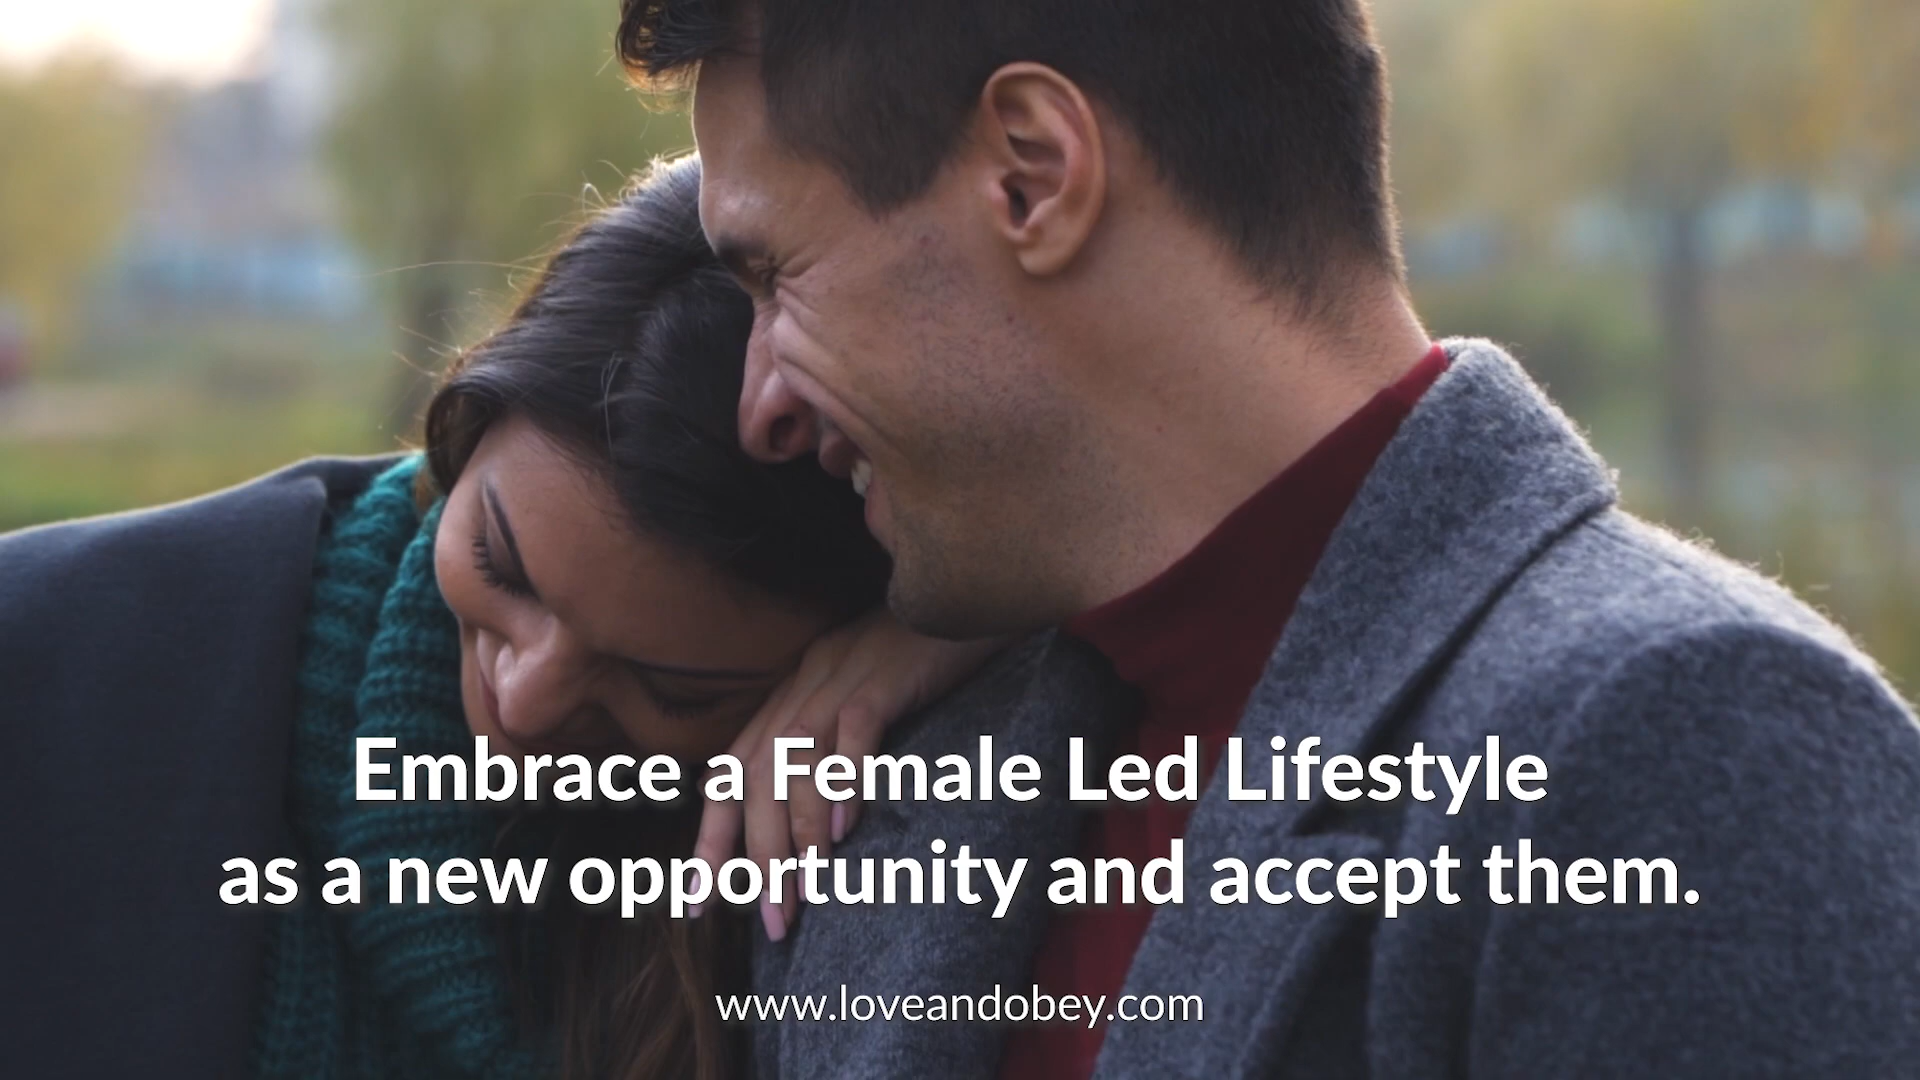 Embrace a Female Led Lifestyle
as a new opportunity and accept them.
www.loveandobey.com